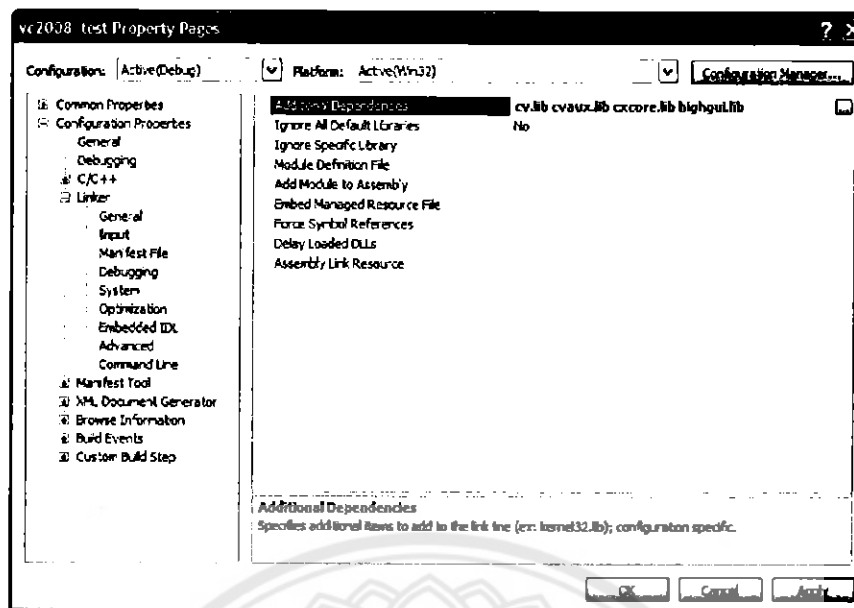 vc2008 test Property Pages
? X
Configuration: Active(Debug) Platform: Active(Win32) Configuration Manager...
Common Properties
Configuration Properties
General
Debugging
C/C++
Linker
General
Input
Manifest File
Debugging
System
Optimization
Embedded IDL
Advanced
Command Line
Manifest Tool
XML Document Generator
Browse Information
Build Events
Custom Build Step
Additional Dependencies cv.lib cvaux.lib cxcore.lib highgui.lib ...
Ignore All Default Libraries No
Ignore Specific Library
Module Definition File
Add Module to Assembly
Embed Managed Resource File
Force Symbol References
Delay Loaded DLLs
Assembly Link Resource
Additional Dependencies
Specifies additional items to add to the link line (ex: kernel32.lib); configuration specific.
OK Cancel Apply